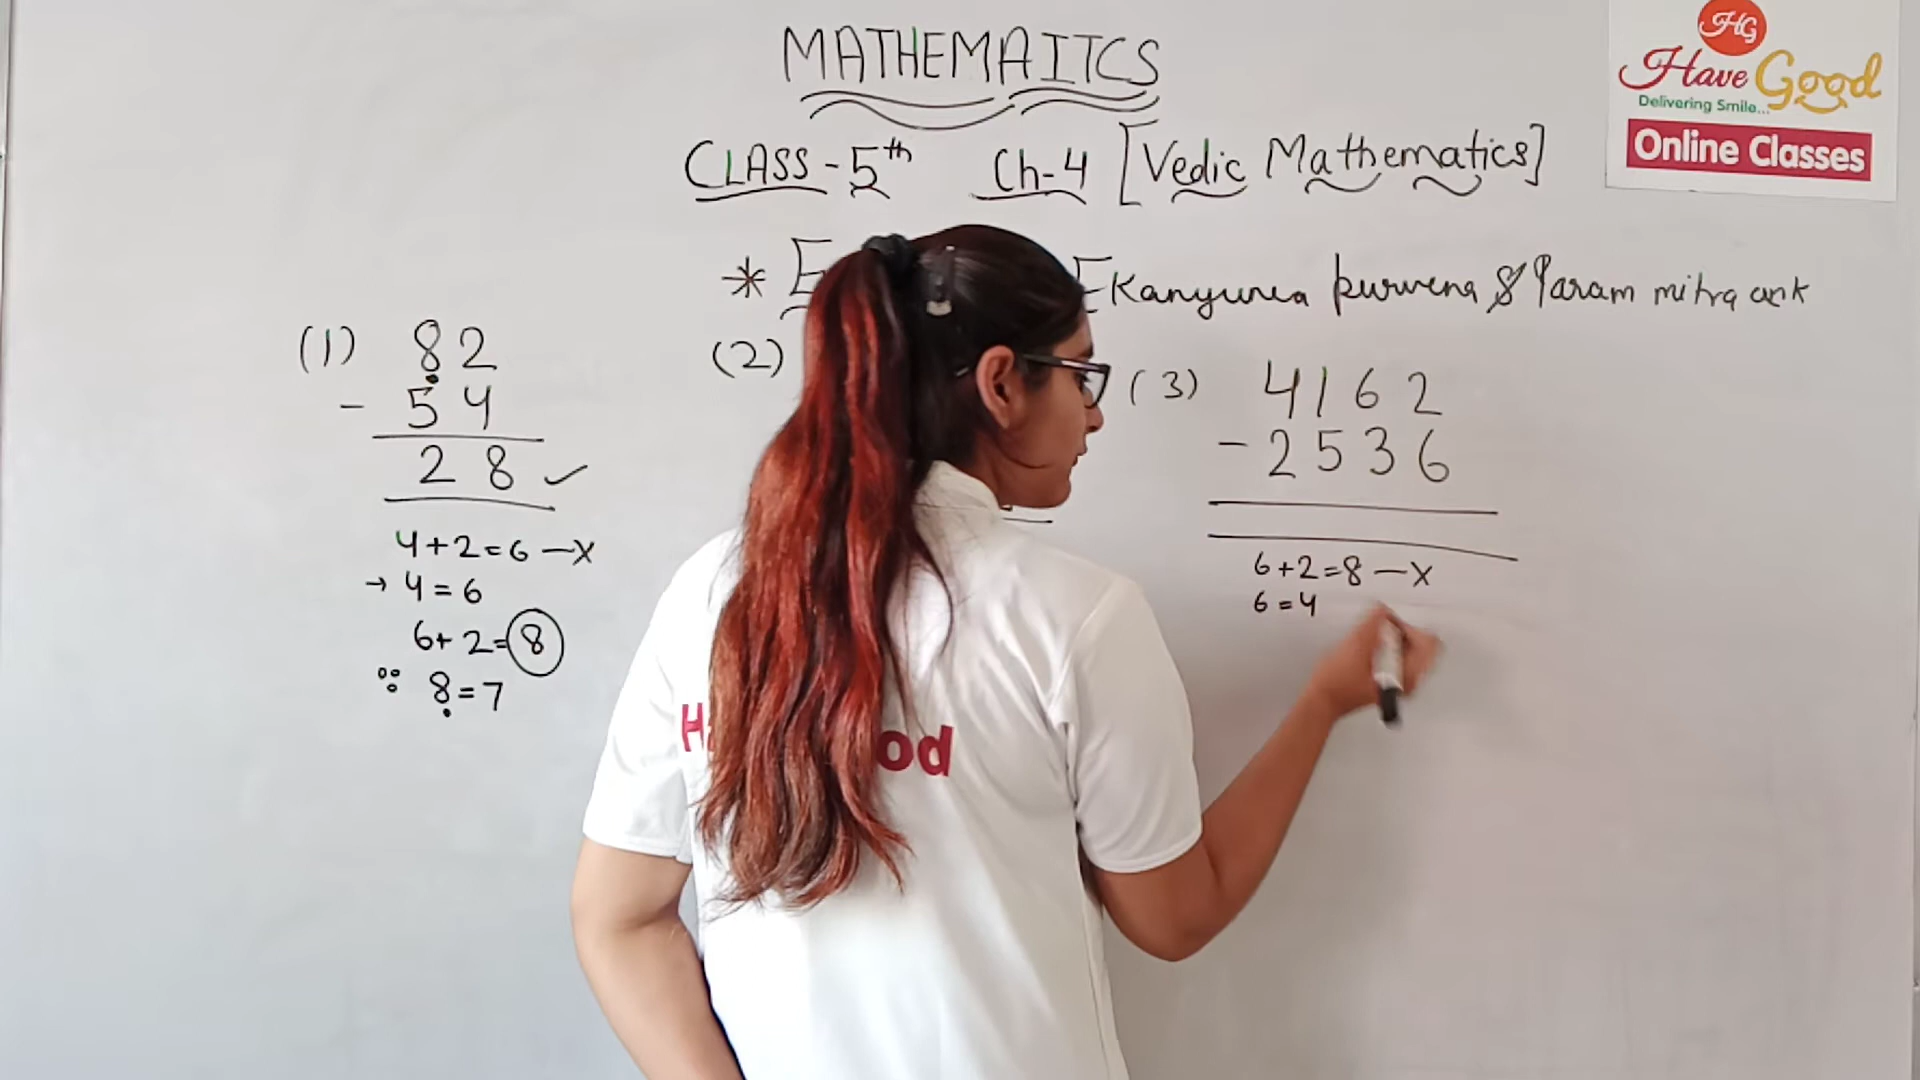 MATHEMAITCS
HG
Have Good
Delivering Smile...
Online Classes
CLASS - 5th Ch-4 [Vedic Mathematics]
* [Kanyunea purvena & Param mitra ank
(1) 82
- 54
28 ✓
4+2=6 —X
→ 4 = 6
6+ 2=8
8 = 7
(2)
(3) 4162
- 2536
6+2=8 —X
6 = 4
od